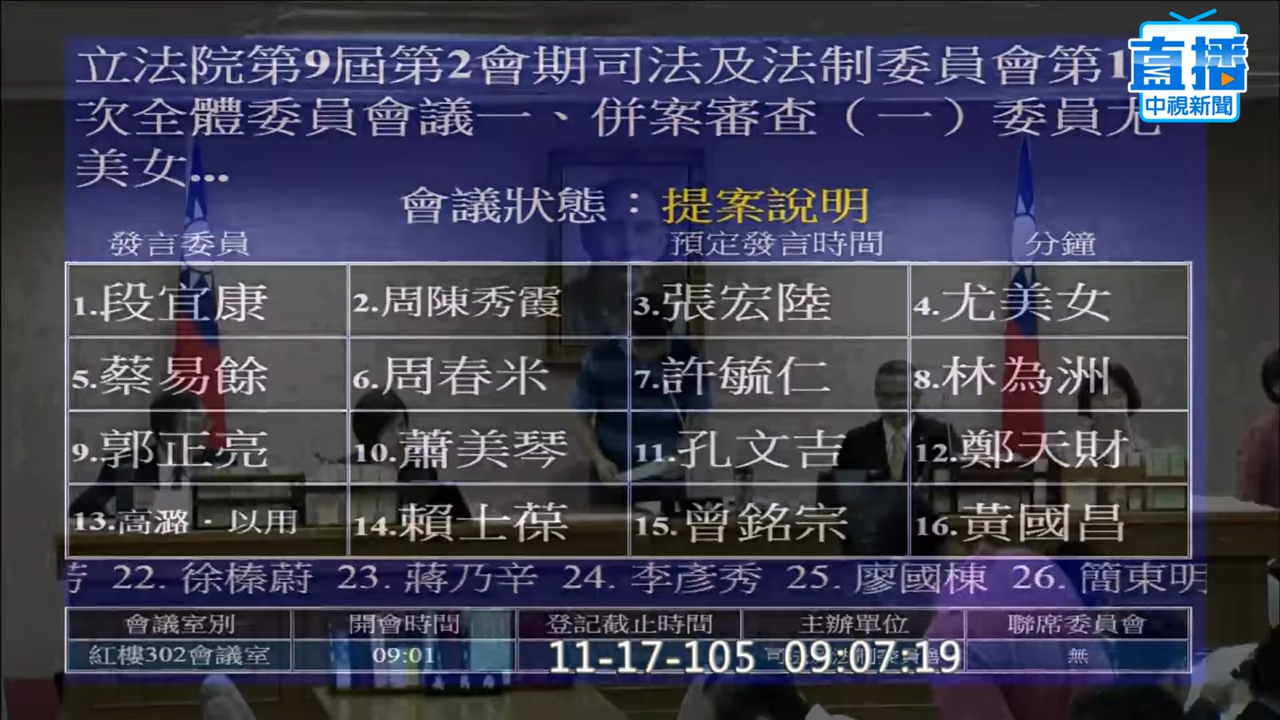 立法院第9屆第2會期司法及法制委員會第1
次全體委員會議一、併案審查（一）委員尤
美女...
直播
中視新聞
會議狀態：提案說明
發言委員 預定發言時間 分鐘
1.段宜康 2.周陳秀霞 3.張宏陸 4.尤美女
5.蔡易餘 6.周春米 7.許毓仁 8.林為洲
9.郭正亮 10.蕭美琴 11.孔文吉 12.鄭天財
13.高潞．以用 14.賴士葆 15.曾銘宗 16.黃國昌
22. 徐榛蔚 23. 蔣乃辛 24. 李彥秀 25. 廖國棟 26. 簡東明
會議室別 開會時間 登記截止時間 主辦單位 聯席委員會
紅樓302會議室 09:01 無
11-17-105 09:07:19